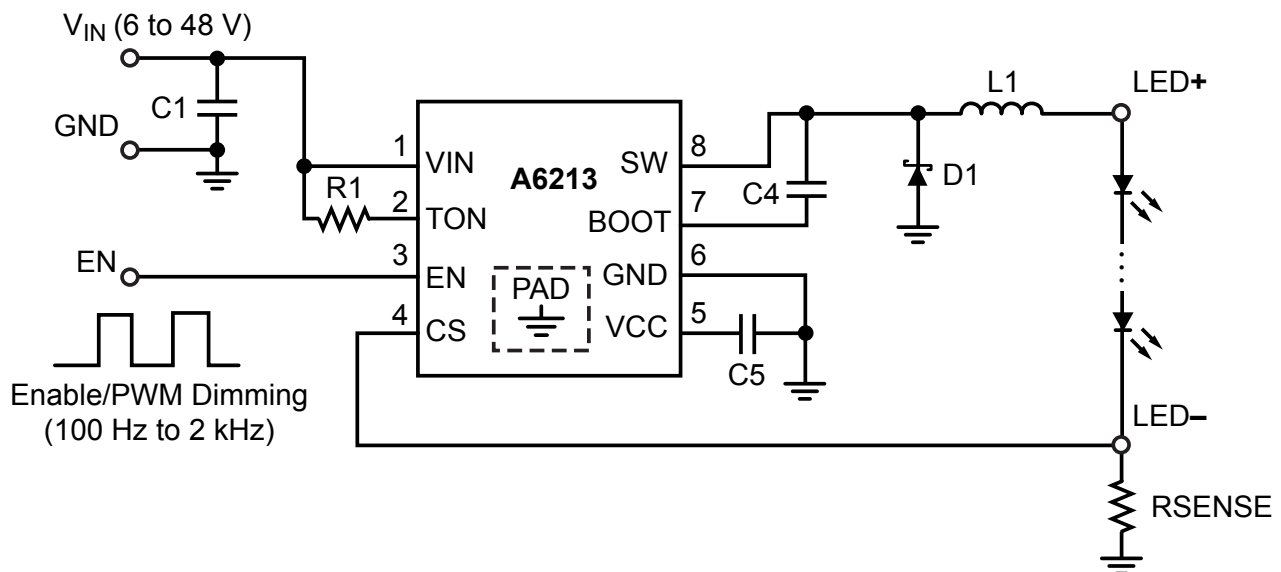 VIN (6 to 48 V)
C1
GND
R1
EN
Enable/PWM Dimming
(100 Hz to 2 kHz)
A6213
1 VIN
2 TON
3 EN
4 CS
PAD
SW 8
BOOT 7
GND 6
VCC 5
C4
C5
D1
L1
LED+
LED–
RSENSE